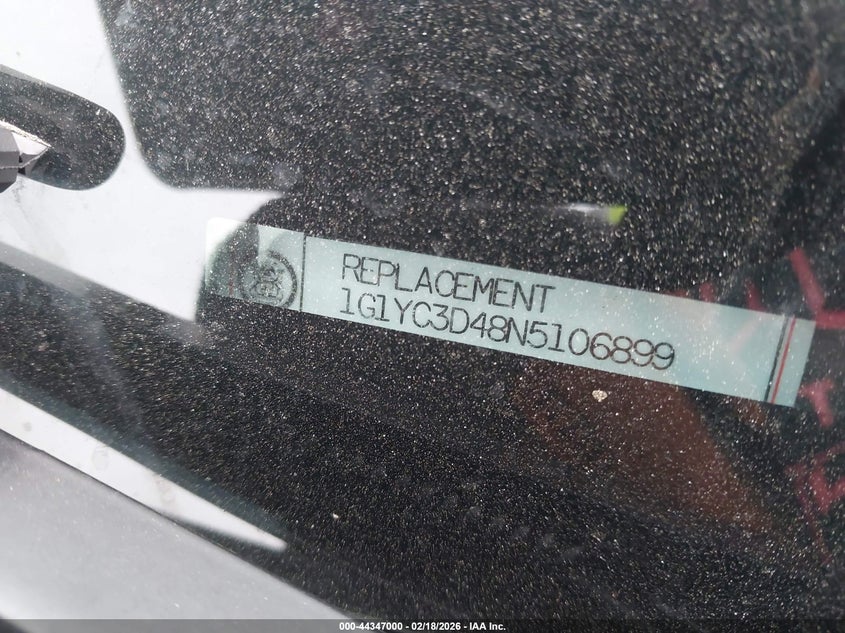 REPLACEMENT
1G1YC3D48N5106899
000-44347000 - 02/18/2026 - IAA Inc.